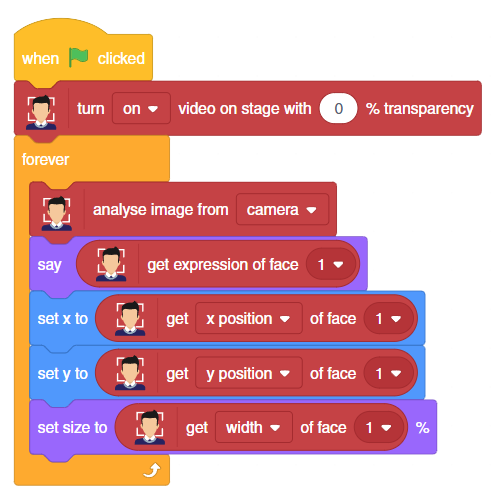 when clicked
turn on video on stage with 0 % transparency
forever
analyse image from camera
say get expression of face 1
set x to get x position of face 1
set y to get y position of face 1
set size to get width of face 1 %